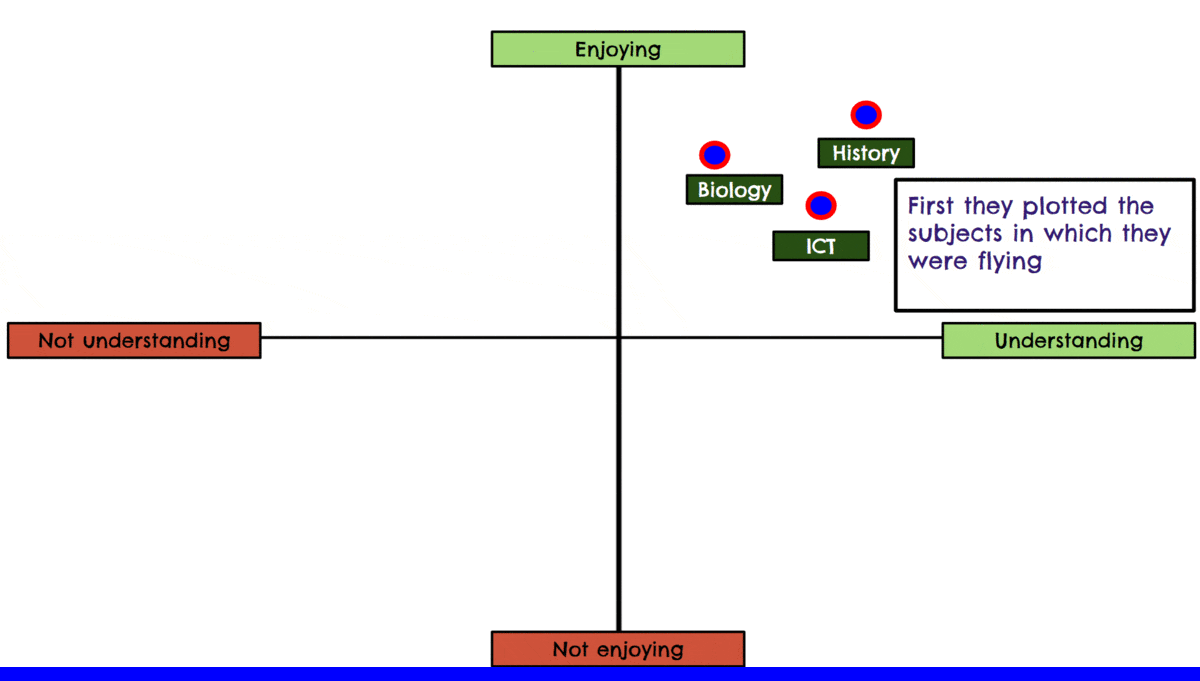 Enjoying
History
Biology
First they plotted the
subjects in which they
were flying
ICT
Not understanding
Understanding
Not enjoying